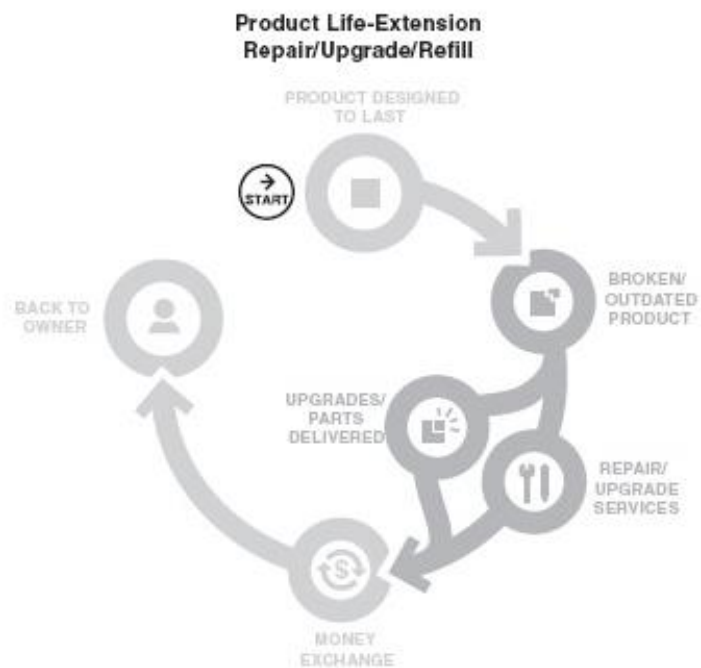 Product Life-Extension
Repair/Upgrade/Refill
PRODUCT DESIGNED
TO LAST
START
BROKEN/
OUTDATED
PRODUCT
BACK TO
OWNER
UPGRADES/
PARTS
DELIVERED
REPAIR/
UPGRADE
SERVICES
$
MONEY
EXCHANGE